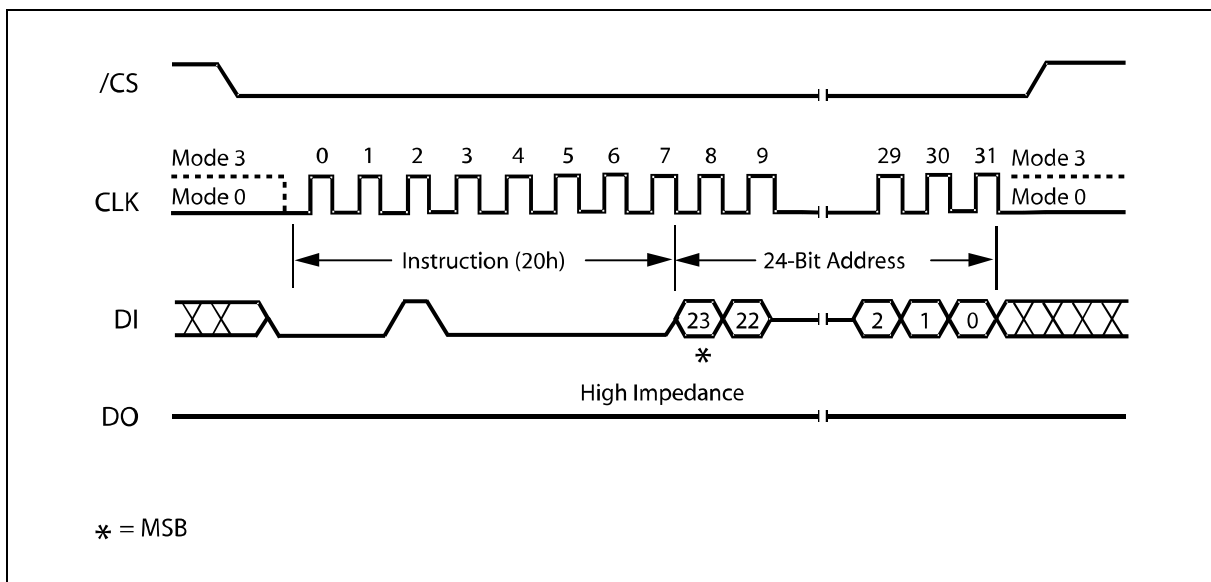 /CS
Mode 3 0 1 2 3 4 5 6 7 8 9 29 30 31 Mode 3
CLK Mode 0 Mode 0
Instruction (20h) 24-Bit Address
DI 23 22 2 1 0
*
High Impedance
DO
* = MSB